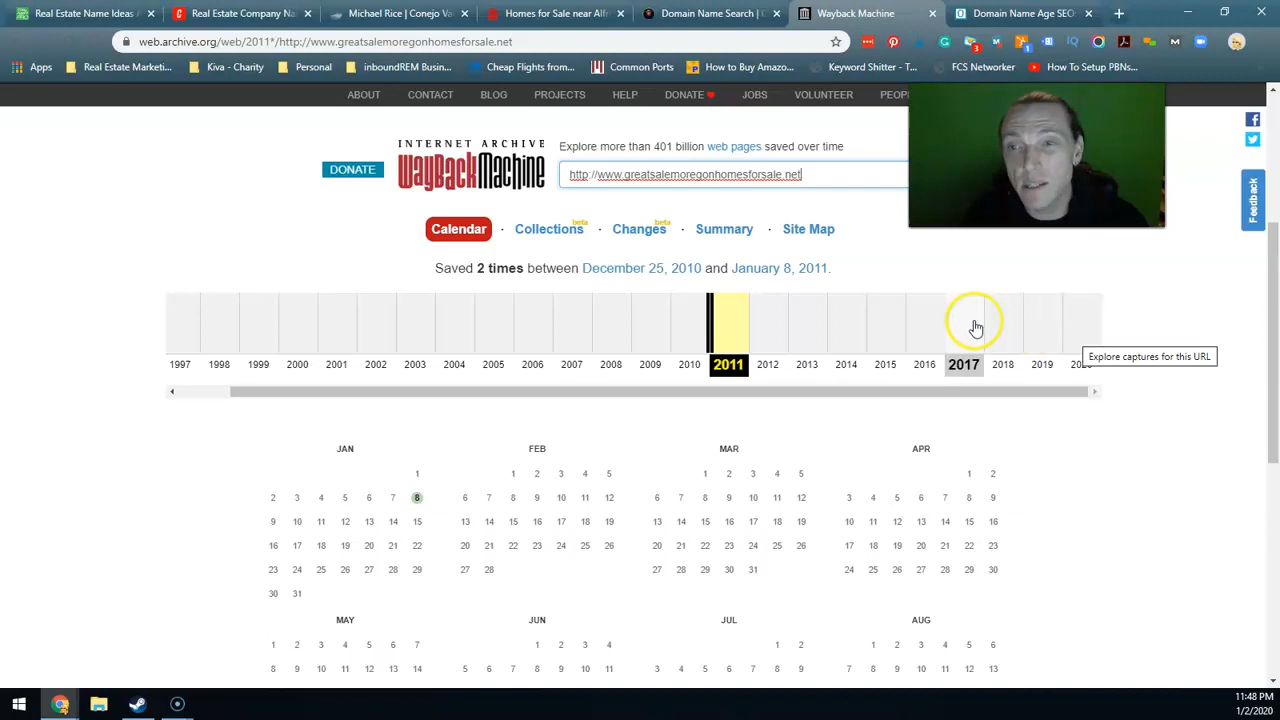 Real Estate Name Ideas A
Real Estate Company Na
Michael Rice | Conejo Va
Homes for Sale near Alfr
Domain Name Search | C
Wayback Machine
Domain Name Age SEO
web.archive.org/web/2011*/http://www.greatsalemoregonhomesforsale.net
3
1
Apps
Real Estate Marketi...
Kiva - Charity
Personal
inboundREM Busin...
Cheap Flights from...
Common Ports
How to Buy Amazo...
Keyword Shitter - T...
FCS Networker
How To Setup PBNs...
ABOUT CONTACT BLOG PROJECTS HELP DONATE JOBS VOLUNTEER PEOP
INTERNET ARCHIVE
WayBackMachine
DONATE
Explore more than 401 billion web pages saved over time
http://www.greatsalemoregonhomesforsale.net
Feedback
Calendar · Collections beta · Changes beta · Summary · Site Map
Saved 2 times between December 25, 2010 and January 8, 2011.
1997 1998 1999 2000 2001 2002 2003 2004 2005 2006 2007 2008 2009 2010 2011 2012 2013 2014 2015 2016 2017 2018 2019
Explore captures for this URL
JAN FEB MAR APR
1 1 2 3 4 5 1 2 3 4 5 1 2
2 3 4 5 6 7 8 6 7 8 9 10 11 12 6 7 8 9 10 11 12 3 4 5 6 7 8 9
9 10 11 12 13 14 15 13 14 15 16 17 18 19 13 14 15 16 17 18 19 10 11 12 13 14 15 16
16 17 18 19 20 21 22 20 21 22 23 24 25 26 20 21 22 23 24 25 26 17 18 19 20 21 22 23
23 24 25 26 27 28 29 27 28 27 28 29 30 31 24 25 26 27 28 29 30
30 31
MAY JUN JUL AUG
1 2 3 4 5 6 7 1 2 3 4 1 2 1 2 3 4 5 6
8 9 10 11 12 13 14 5 6 7 8 9 10 11 3 4 5 6 7 8 9 7 8 9 10 11 12 13
11:48 PM
1/2/2020